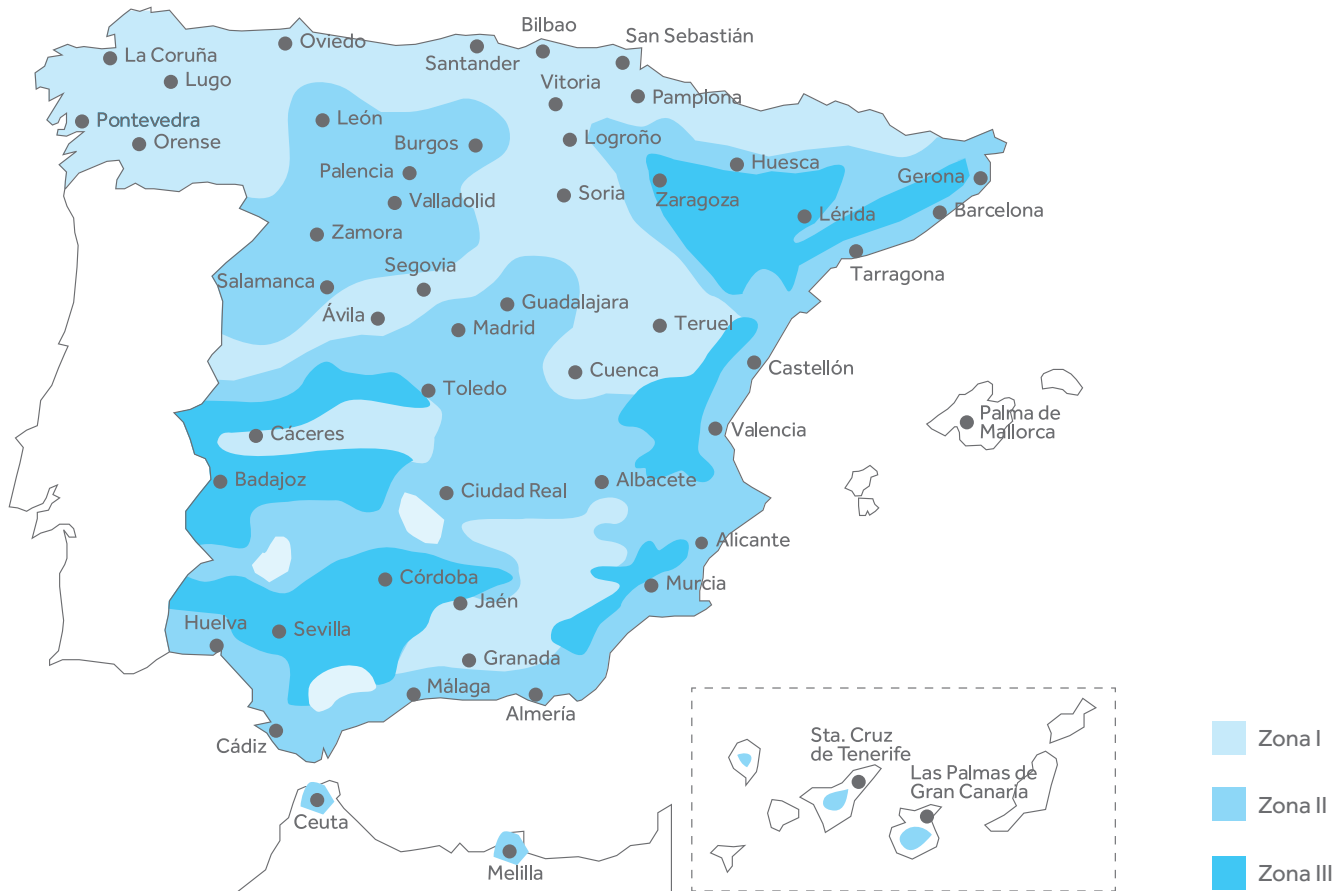 Bilbao
Oviedo
San Sebastián
La Coruña
Santander
Lugo
Vitoria
Pamplona
Pontevedra
León
Logroño
Orense
Burgos
Huesca
Palencia
Gerona
Soria
Zaragoza
Valladolid
Lérida
Barcelona
Zamora
Segovia
Tarragona
Salamanca
Guadalajara
Ávila
Madrid
Teruel
Cuenca
Castellón
Toledo
Palma de
Mallorca
Cáceres
Valencia
Badajoz
Ciudad Real
Albacete
Alicante
Córdoba
Murcia
Jaén
Huelva
Sevilla
Granada
Málaga
Almería
Cádiz
Sta. Cruz
de Tenerife
Las Palmas de
Gran Canaria
Ceuta
Melilla
Zona I
Zona II
Zona III